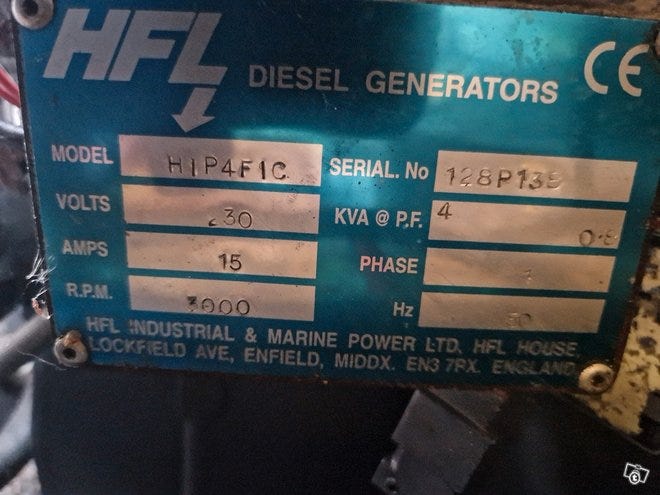 HFL DIESEL GENERATORS CE
MODEL H1P4F1C SERIAL. No 128P135
VOLTS 230 KVA @ P.F. 4 0.8
AMPS 15 PHASE 1
R.P.M. 3000 Hz 50
HFL INDUSTRIAL & MARINE POWER LTD. HFL HOUSE,
LOCKFIELD AVE, ENFIELD, MIDDX. EN3 7PX. ENGLAND